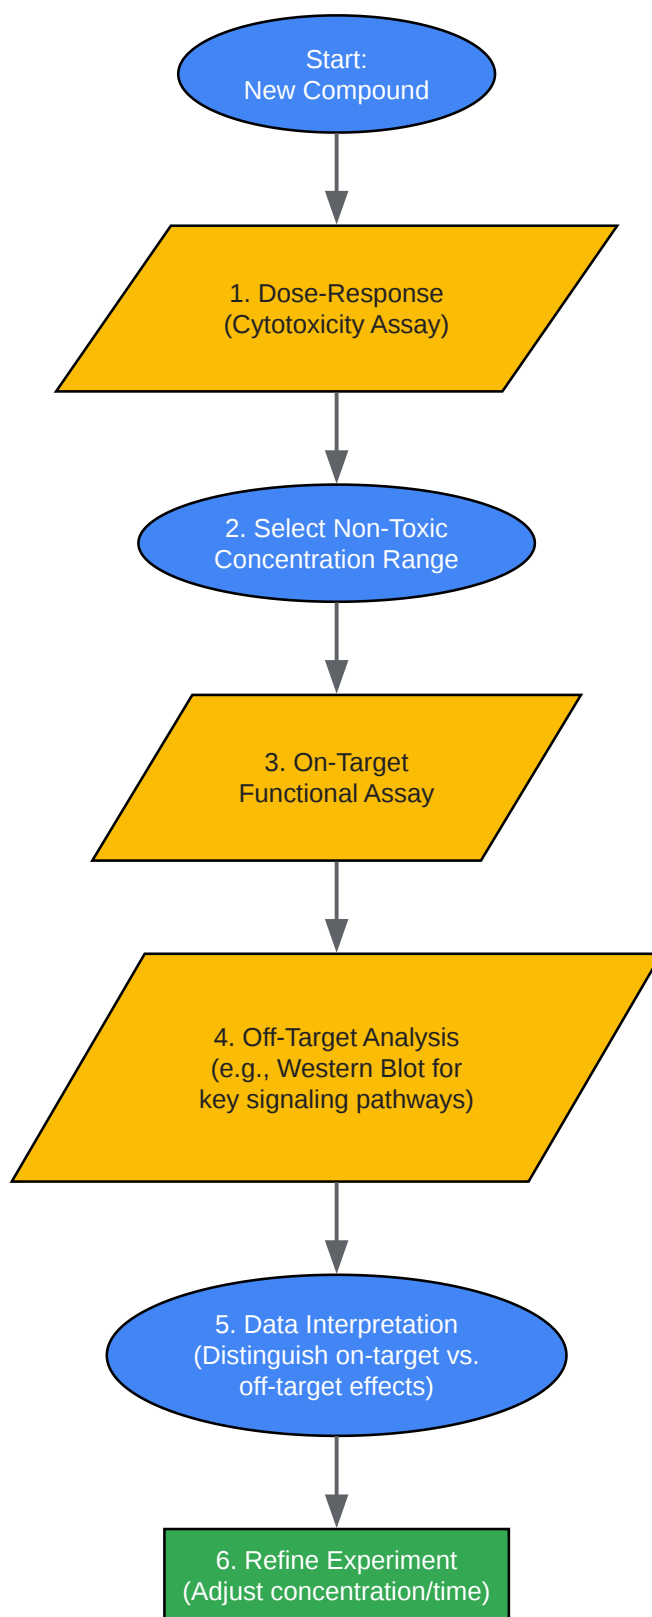 Start:
New Compound
1. Dose-Response
(Cytotoxicity Assay)
2. Select Non-Toxic
Concentration Range
3. On-Target
Functional Assay
4. Off-Target Analysis
(e.g., Western Blot for
key signaling pathways)
5. Data Interpretation
(Distinguish on-target vs.
off-target effects)
6. Refine Experiment
(Adjust concentration/time)